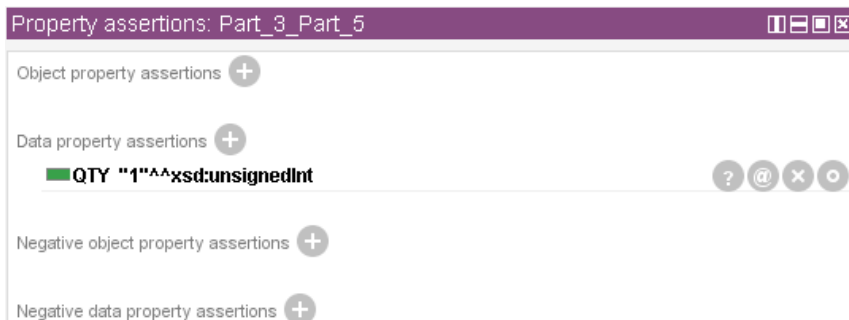 Property assertions: Part_3_Part_5
Object property assertions
Data property assertions
QTY "1"^^xsd:unsignedInt
Negative object property assertions
Negative data property assertions